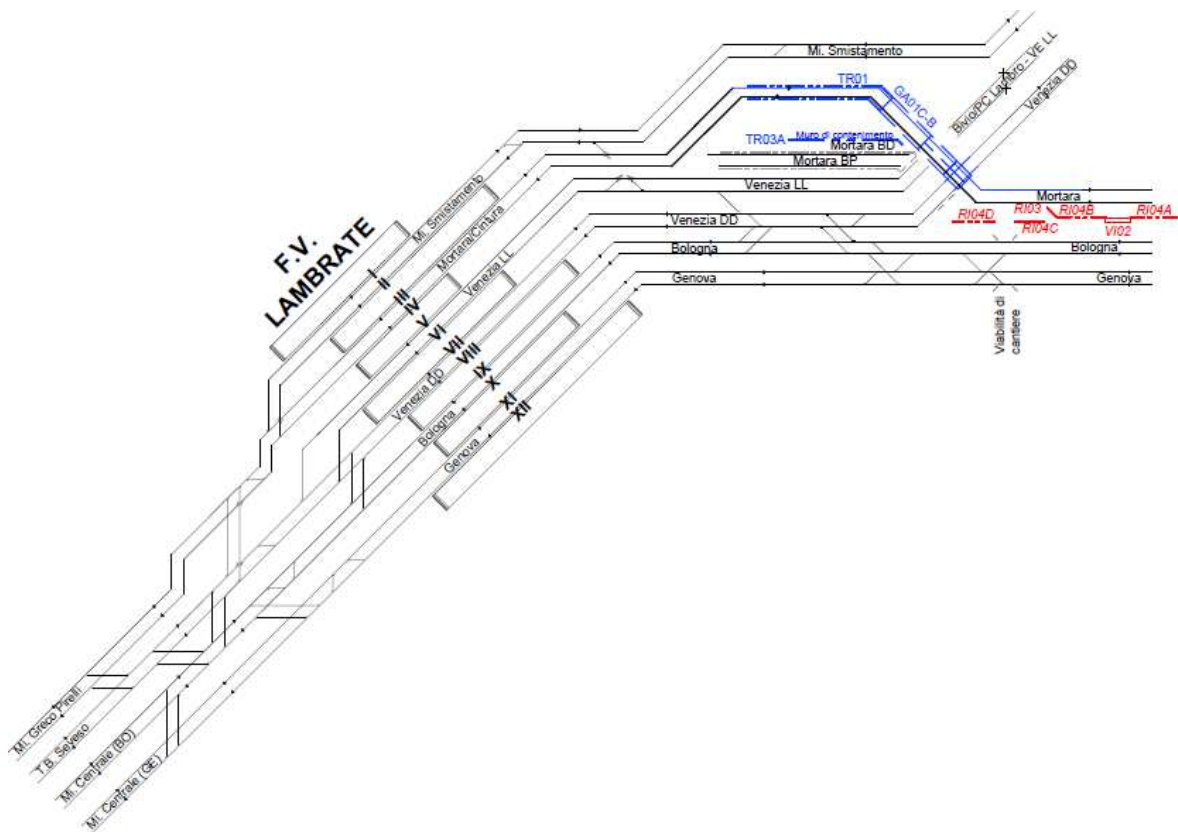 Mi. Smistamento
TR01
GA01C-B
Bivio/PC Lambro - VE LL
Venezia DD
TR03A
Muro di contenimento
Mortara BD
Mortara BP
Venezia LL
Mortara
Venezia DD
RI04D
RI03
RI04B
RI04A
RI04C
VI02
Bologna
Bologna
Genova
Genova
Viabilità di
cantiere
F.V.
LAMBRATE
Mi. Smistamento
Mortara/Cintura
Venezia LL
I
II
III
IV
V
VI
VII
VIII
IX
X
XI
XII
Venezia DD
Bologna
Genova
Mi. Greco Pirelli
T.B. Seveso
Mi. Centrale (BO)
Mi. Centrale (GE)